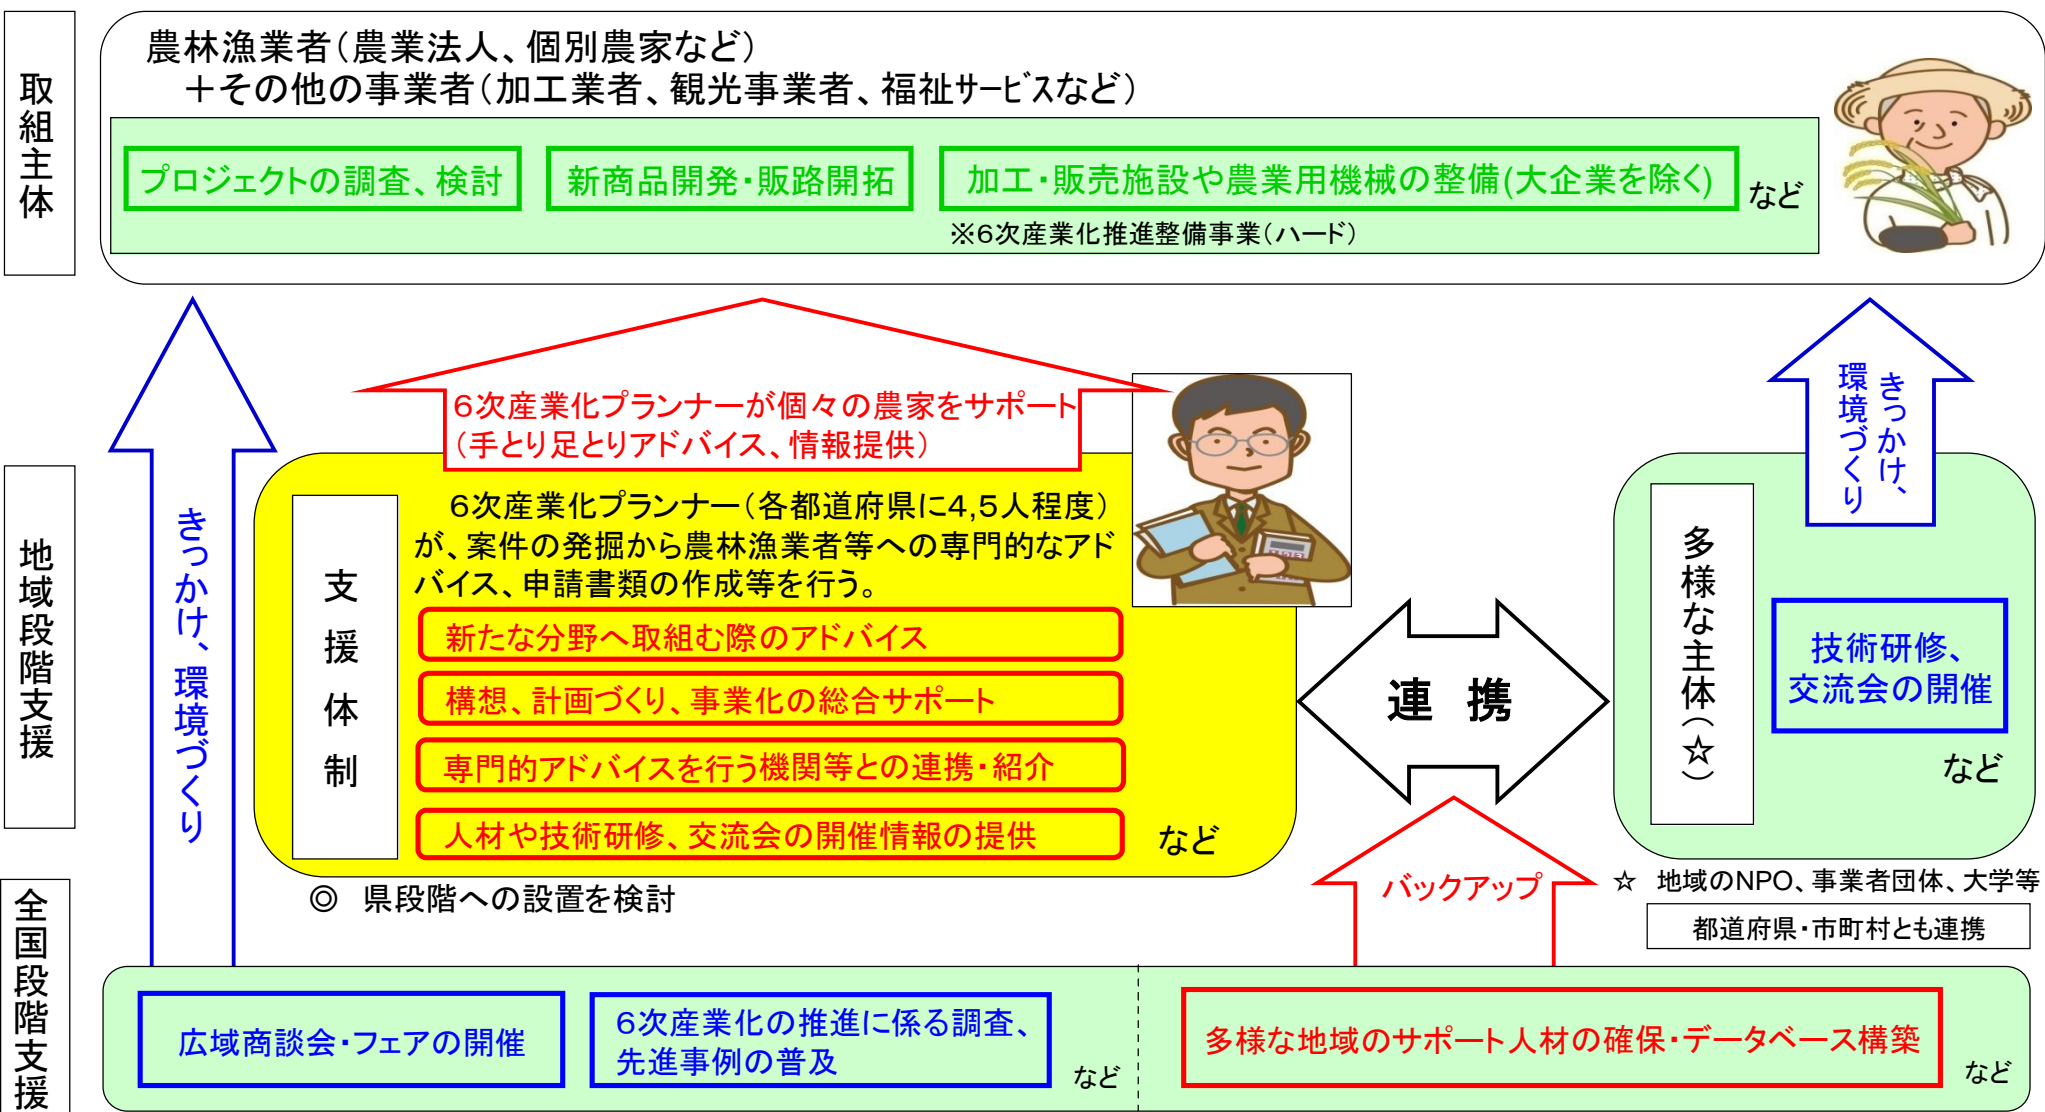 取組主体
農林漁業者（農業法人、個別農家など）
＋その他の事業者（加工業者、観光事業者、福祉サービスなど）
プロジェクトの調査、検討
新商品開発・販路開拓
加工・販売施設や農業用機械の整備(大企業を除く)
など
※6次産業化推進整備事業（ハード）
きっかけ、環境づくり
6次産業化プランナーが個々の農家をサポート
（手とり足とりアドバイス、情報提供）
きっかけ、
環境づくり
地域段階支援
支援体制
6次産業化プランナー（各都道府県に4,5人程度）
が、案件の発掘から農林漁業者等への専門的なアド
バイス、申請書類の作成等を行う。
新たな分野へ取組む際のアドバイス
構想、計画づくり、事業化の総合サポート
専門的アドバイスを行う機関等との連携・紹介
人材や技術研修、交流会の開催情報の提供
など
◎　県段階への設置を検討
連　携
多様な主体（☆）
技術研修、
交流会の開催
など
☆　地域のNPO、事業者団体、大学等
都道府県・市町村とも連携
バックアップ
全国段階支援
広域商談会・フェアの開催
6次産業化の推進に係る調査、
先進事例の普及
など
多様な地域のサポート人材の確保・データベース構築
など